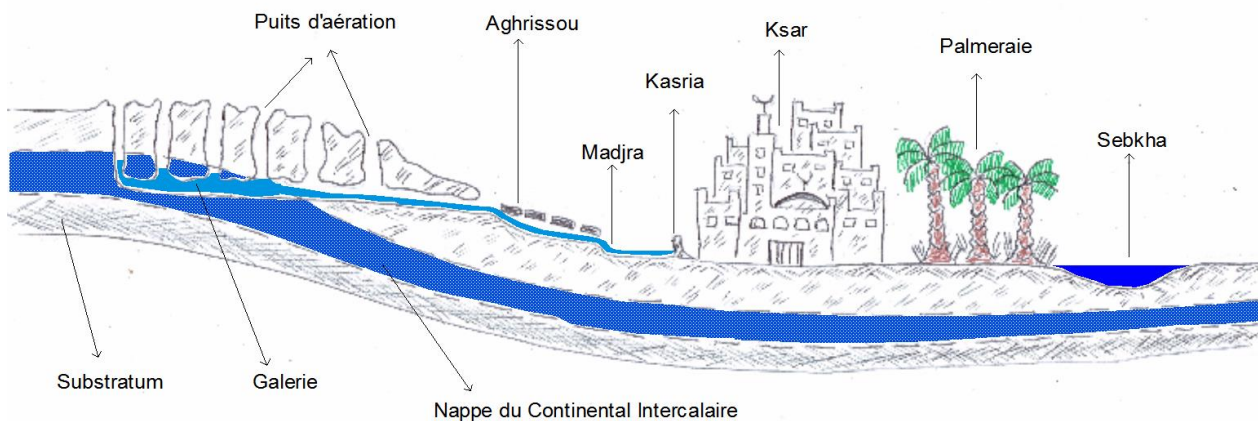 Puits d'aération
Aghrissou
Ksar
Palmeraie
Kasria
Madjra
Sebkha
Substratum
Galerie
Nappe du Continental Intercalaire